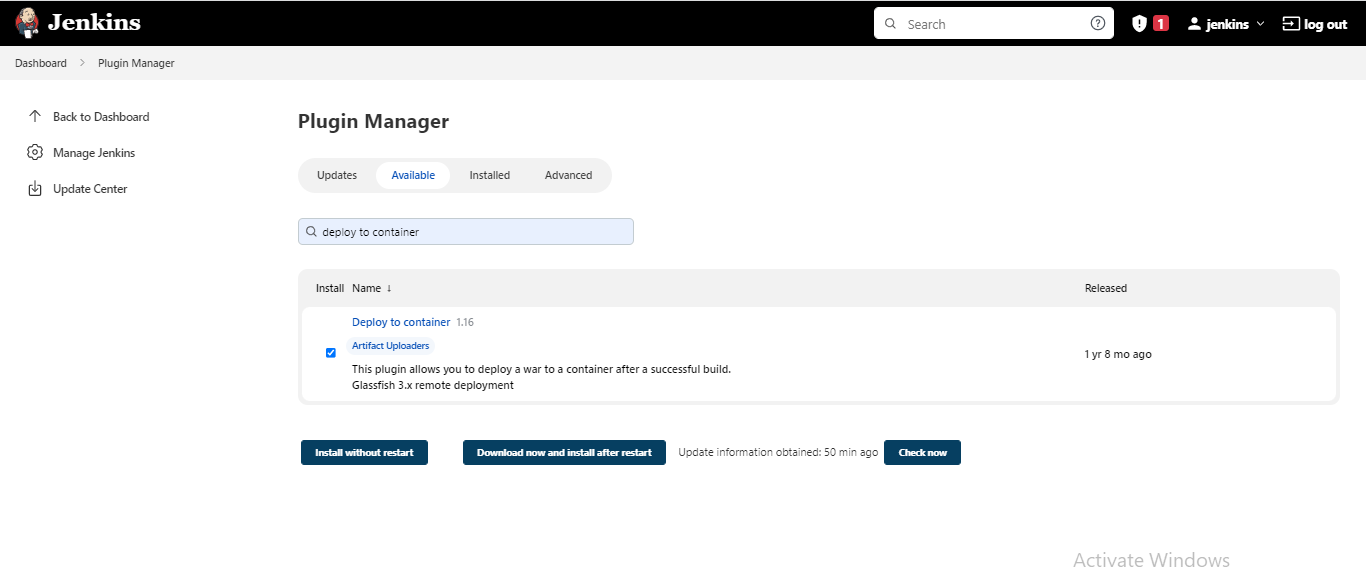 Jenkins
Search
1
jenkins
log out
Dashboard
Plugin Manager
Back to Dashboard
Manage Jenkins
Update Center
Plugin Manager
Updates Available Installed Advanced
deploy to container
Install Name ↓ Released
Deploy to container 1.16
Artifact Uploaders
This plugin allows you to deploy a war to a container after a successful build.
Glassfish 3.x remote deployment
1 yr 8 mo ago
Install without restart Download now and install after restart Update information obtained: 50 min ago Check now
Activate Windows